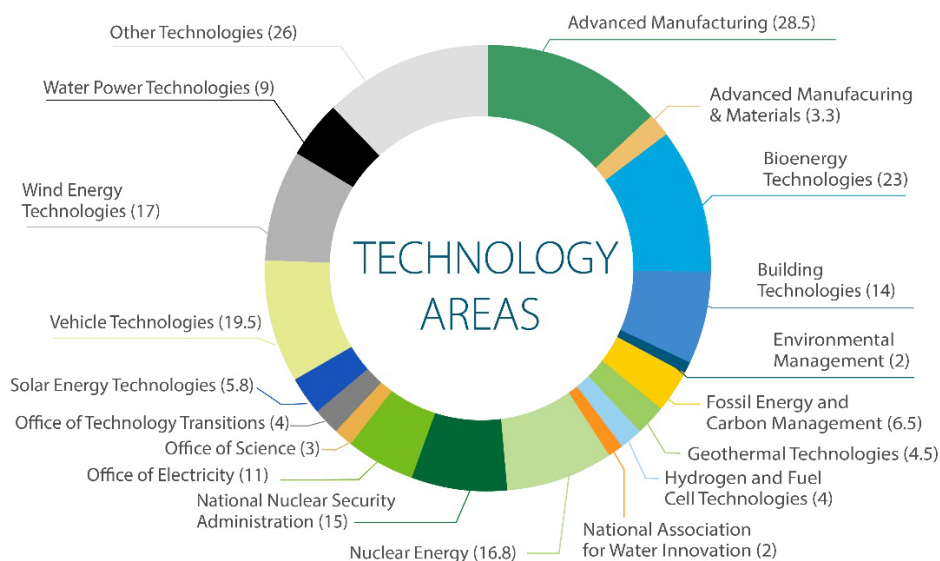 Advanced Manufacturing (28.5)
Advanced Manufacuring
& Materials (3.3)
Bioenergy
Technologies (23)
Building
Technologies (14)
Environmental
Management (2)
Fossil Energy and
Carbon Management (6.5)
Geothermal Technologies (4.5)
Hydrogen and Fuel
Cell Technologies (4)
National Association
for Water Innovation (2)
Nuclear Energy (16.8)
National Nuclear Security
Administration (15)
Office of Electricity (11)
Office of Science (3)
Office of Technology Transitions (4)
Solar Energy Technologies (5.8)
Vehicle Technologies (19.5)
Wind Energy
Technologies (17)
Water Power Technologies (9)
Other Technologies (26)
TECHNOLOGY
AREAS